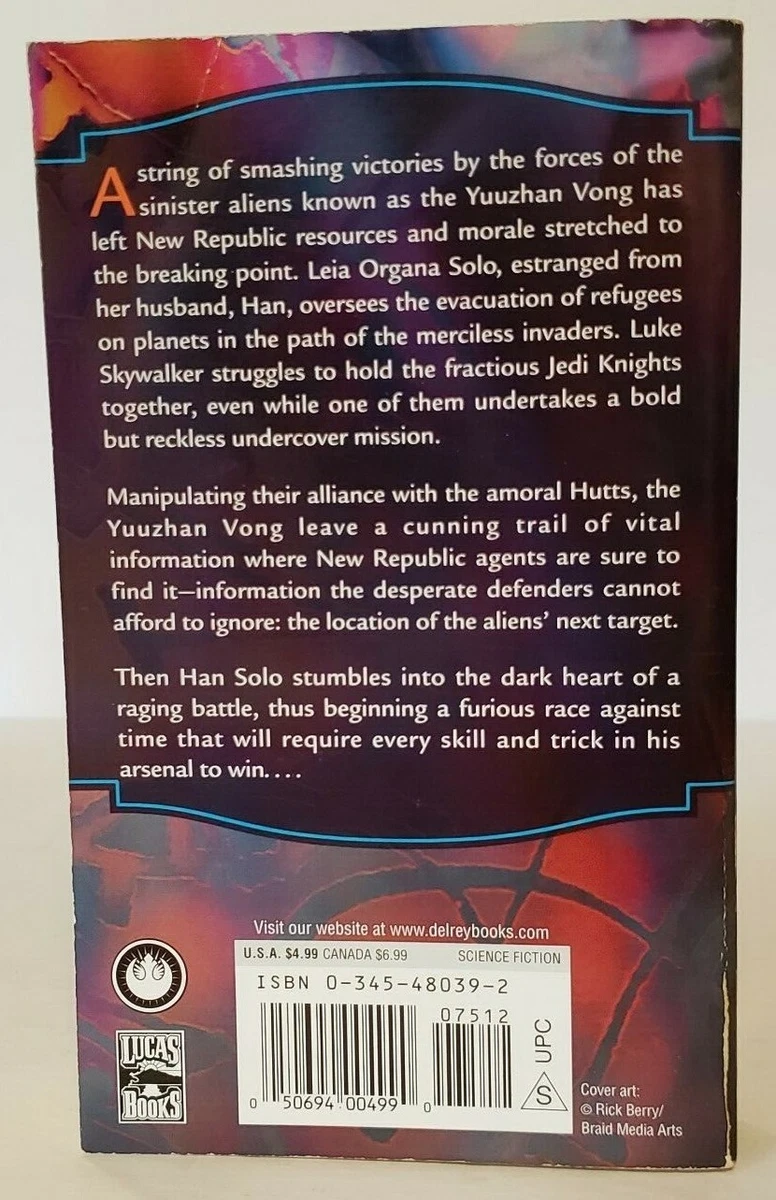 A string of smashing victories by the forces of the
sinister aliens known as the Yuuzhan Vong has
left New Republic resources and morale stretched to
the breaking point. Leia Organa Solo, estranged from
her husband, Han, oversees the evacuation of refugees
on planets in the path of the merciless invaders. Luke
Skywalker struggles to hold the fractious Jedi Knights
together, even while one of them undertakes a bold
but reckless undercover mission.
Manipulating their alliance with the amoral Hutts, the
Yuuzhan Vong leave a cunning trail of vital
information where New Republic agents are sure to
find it—information the desperate defenders cannot
afford to ignore: the location of the aliens' next target.
Then Han Solo stumbles into the dark heart of a
raging battle, thus beginning a furious race against
time that will require every skill and trick in his
arsenal to win....
Visit our website at www.delreybooks.com
U.S.A. $4.99 CANADA $6.99 SCIENCE FICTION
ISBN 0-345-48039-2
07512
0 50694 00499 0
UPC
S
LUCAS
BOOKS
Cover art:
© Rick Berry/
Braid Media Arts